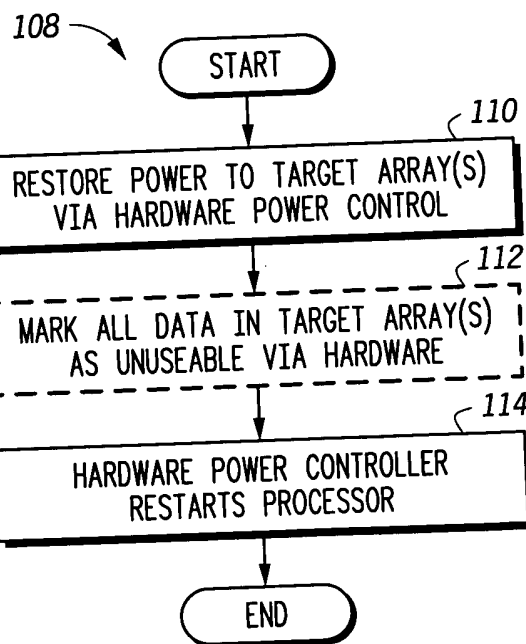 108
START
110
RESTORE POWER TO TARGET ARRAY(S)
VIA HARDWARE POWER CONTROL
112
MARK ALL DATA IN TARGET ARRAY(S)
AS UNUSEABLE VIA HARDWARE
114
HARDWARE POWER CONTROLLER
RESTARTS PROCESSOR
END